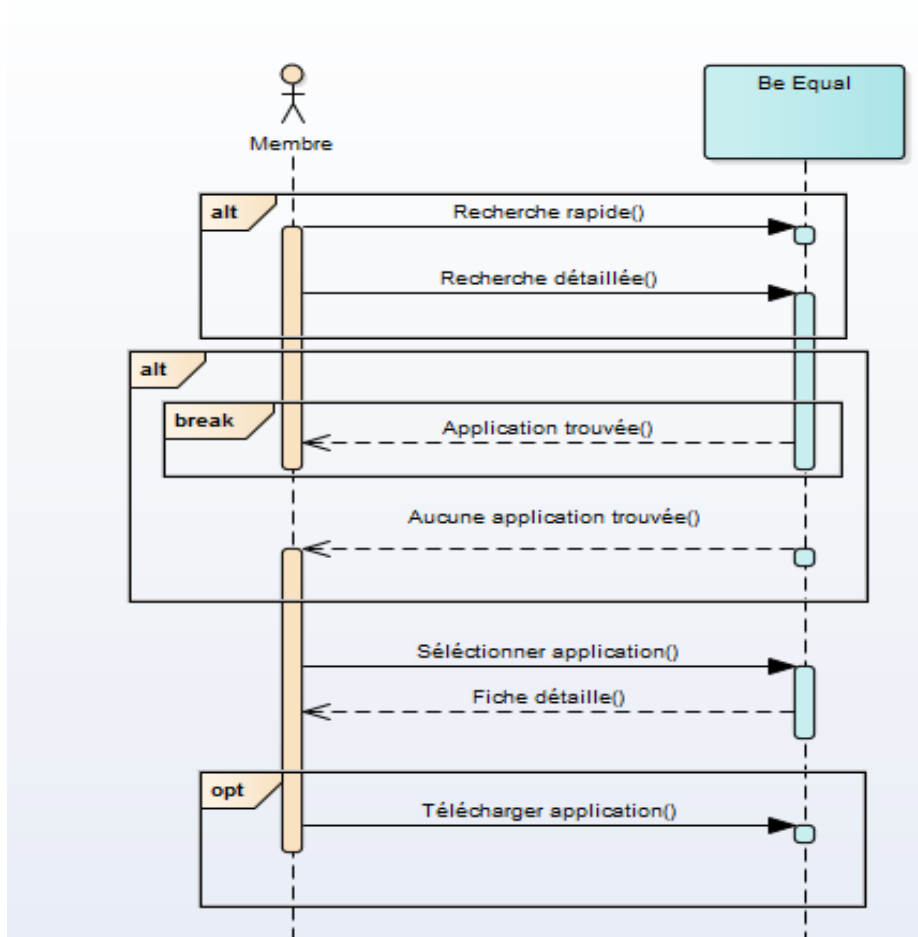 Be Equal
Membre
alt
Recherche rapide()
Recherche détaillée()
alt
break
Application trouvée()
Aucune application trouvée()
Séléctionner application()
Fiche détaille()
opt
Télécharger application()